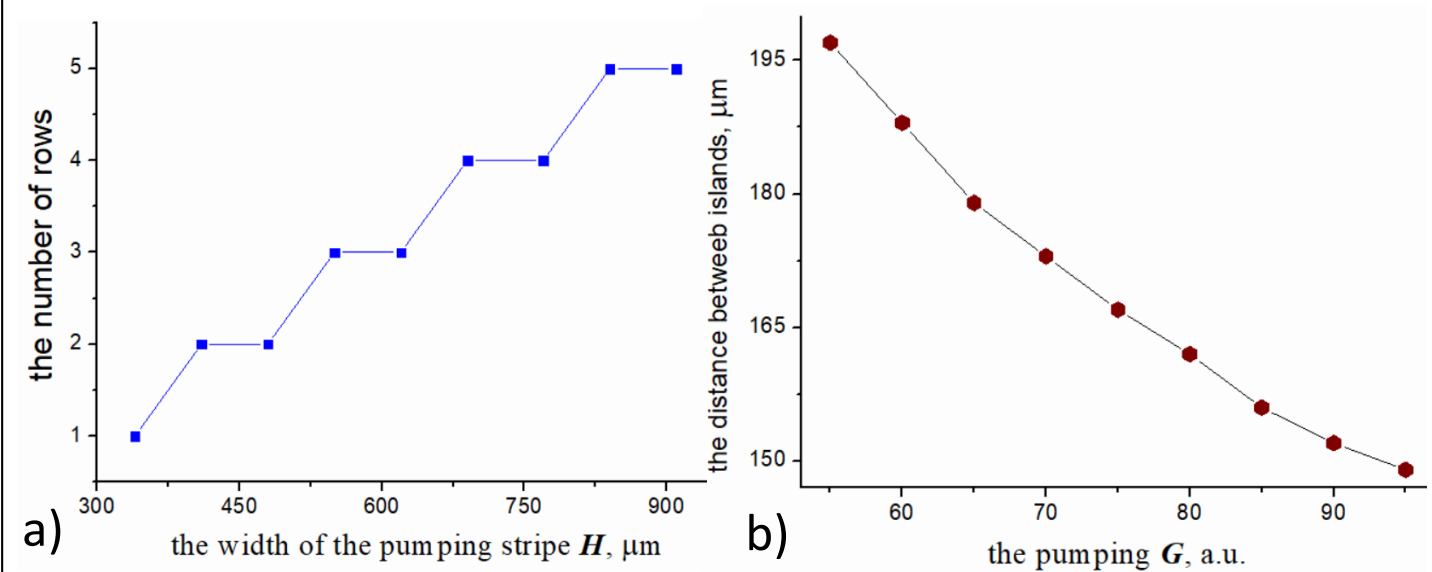 the number of rows
5
4
3
2
1
300 450 600 750 900
a)
the width of the pumping stripe H, μm
the distance betweeb islands, μm
195
180
165
150
60 70 80 90
b)
the pumping G, a.u.